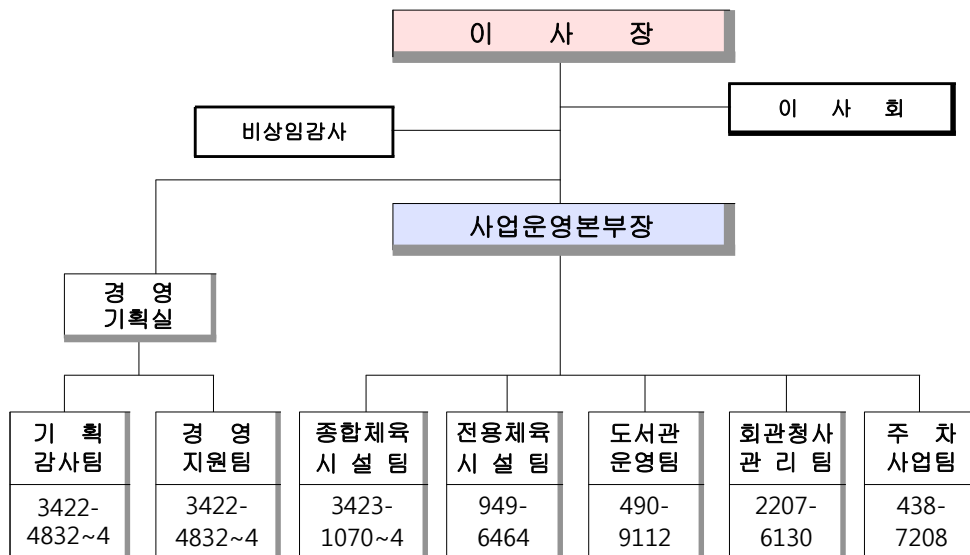 이 사 장
이 사 회
비상임감사
사업운영본부장
경 영
기획실
기 획
감사팀
3422-
4832~4
경 영
지원팀
3422-
4832~4
종합체육
시 설 팀
3423-
1070~4
전용체육
시 설 팀
949-
6464
도서관
운영팀
490-
9112
회관청사
관 리 팀
2207-
6130
주 차
사업팀
438-
7208